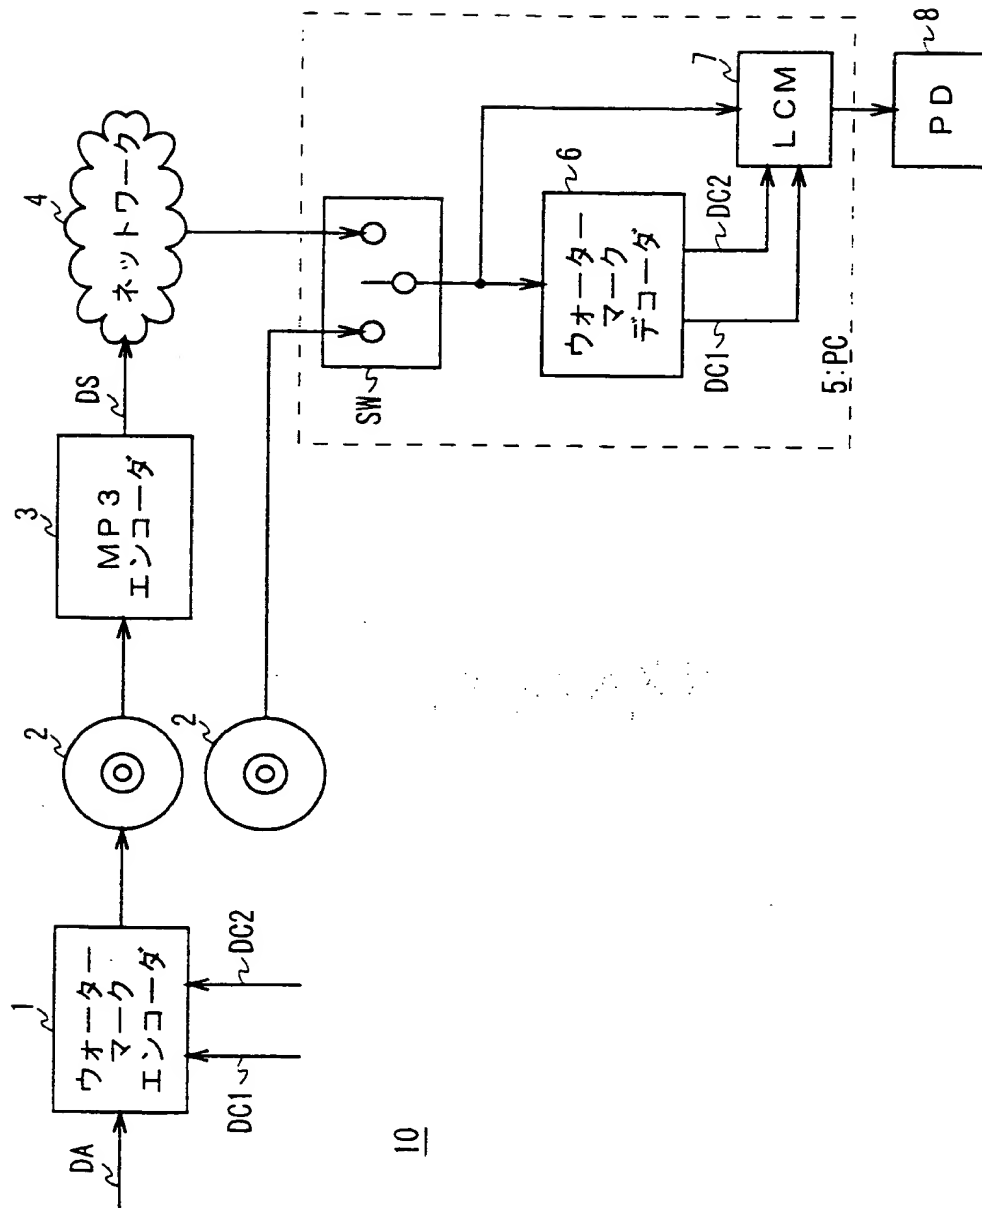 DA
1
ウォーター
マーク
エンコーダ
DC1
DC2
2
2
3
MP3
エンコーダ
DS
4
ネットワーク
SW
6
ウォーター
マーク
デコーダ
DC1
DC2
7
LCM
5:PC
8
PD
10